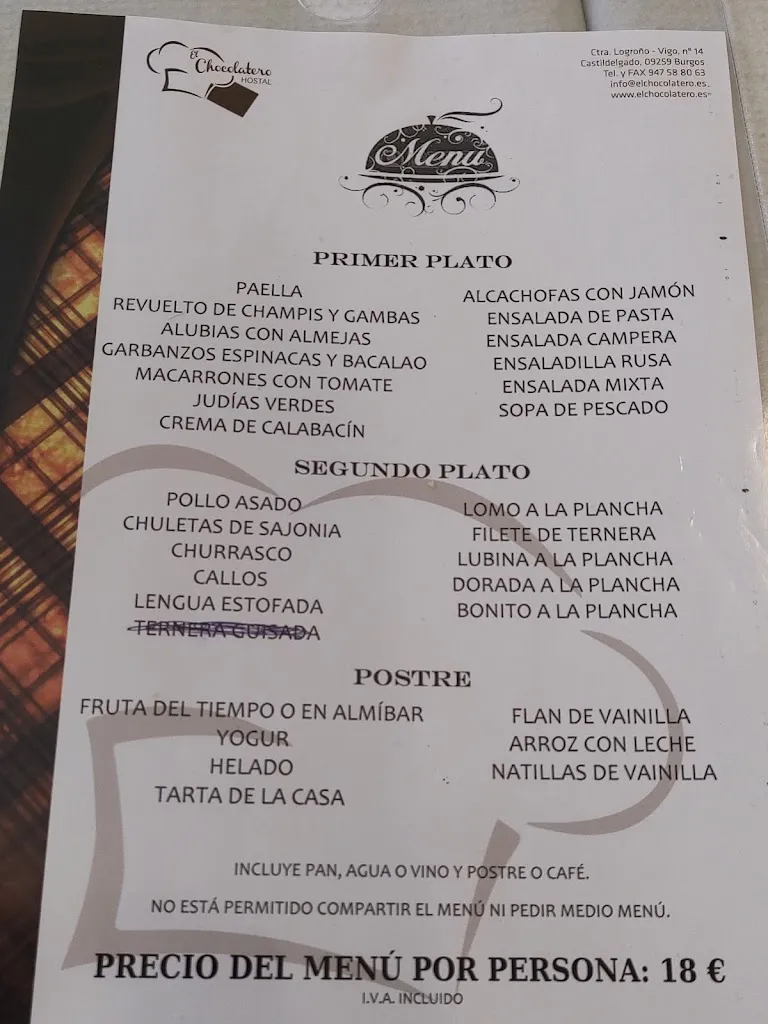 El
Chocolatero
HOSTAL
Ctra. Logroño - Vigo, nº 14
Castildelgado. 09259 Burgos
Tel. y FAX 947 58 80 63
info@elchocolatero.es
www.elchocolatero.es
Menu
PRIMER PLATO
PAELLA
REVUELTO DE CHAMPIS Y GAMBAS
ALUBIAS CON ALMEJAS
GARBANZOS ESPINACAS Y BACALAO
MACARRONES CON TOMATE
JUDÍAS VERDES
CREMA DE CALABACÍN
ALCACHOFAS CON JAMÓN
ENSALADA DE PASTA
ENSALADA CAMPERA
ENSALADILLA RUSA
ENSALADA MIXTA
SOPA DE PESCADO
SEGUNDO PLATO
POLLO ASADO
CHULETAS DE SAJONIA
CHURRASCO
CALLOS
LENGUA ESTOFADA
TERNERA GUISADA
LOMO A LA PLANCHA
FILETE DE TERNERA
LUBINA A LA PLANCHA
DORADA A LA PLANCHA
BONITO A LA PLANCHA
POSTRE
FRUTA DEL TIEMPO O EN ALMÍBAR
YOGUR
HELADO
TARTA DE LA CASA
FLAN DE VAINILLA
ARROZ CON LECHE
NATILLAS DE VAINILLA
INCLUYE PAN, AGUA O VINO Y POSTRE O CAFÉ.
NO ESTÁ PERMITIDO COMPARTIR EL MENÚ NI PEDIR MEDIO MENÚ.
PRECIO DEL MENÚ POR PERSONA: 18 €
I.V.A. INCLUIDO